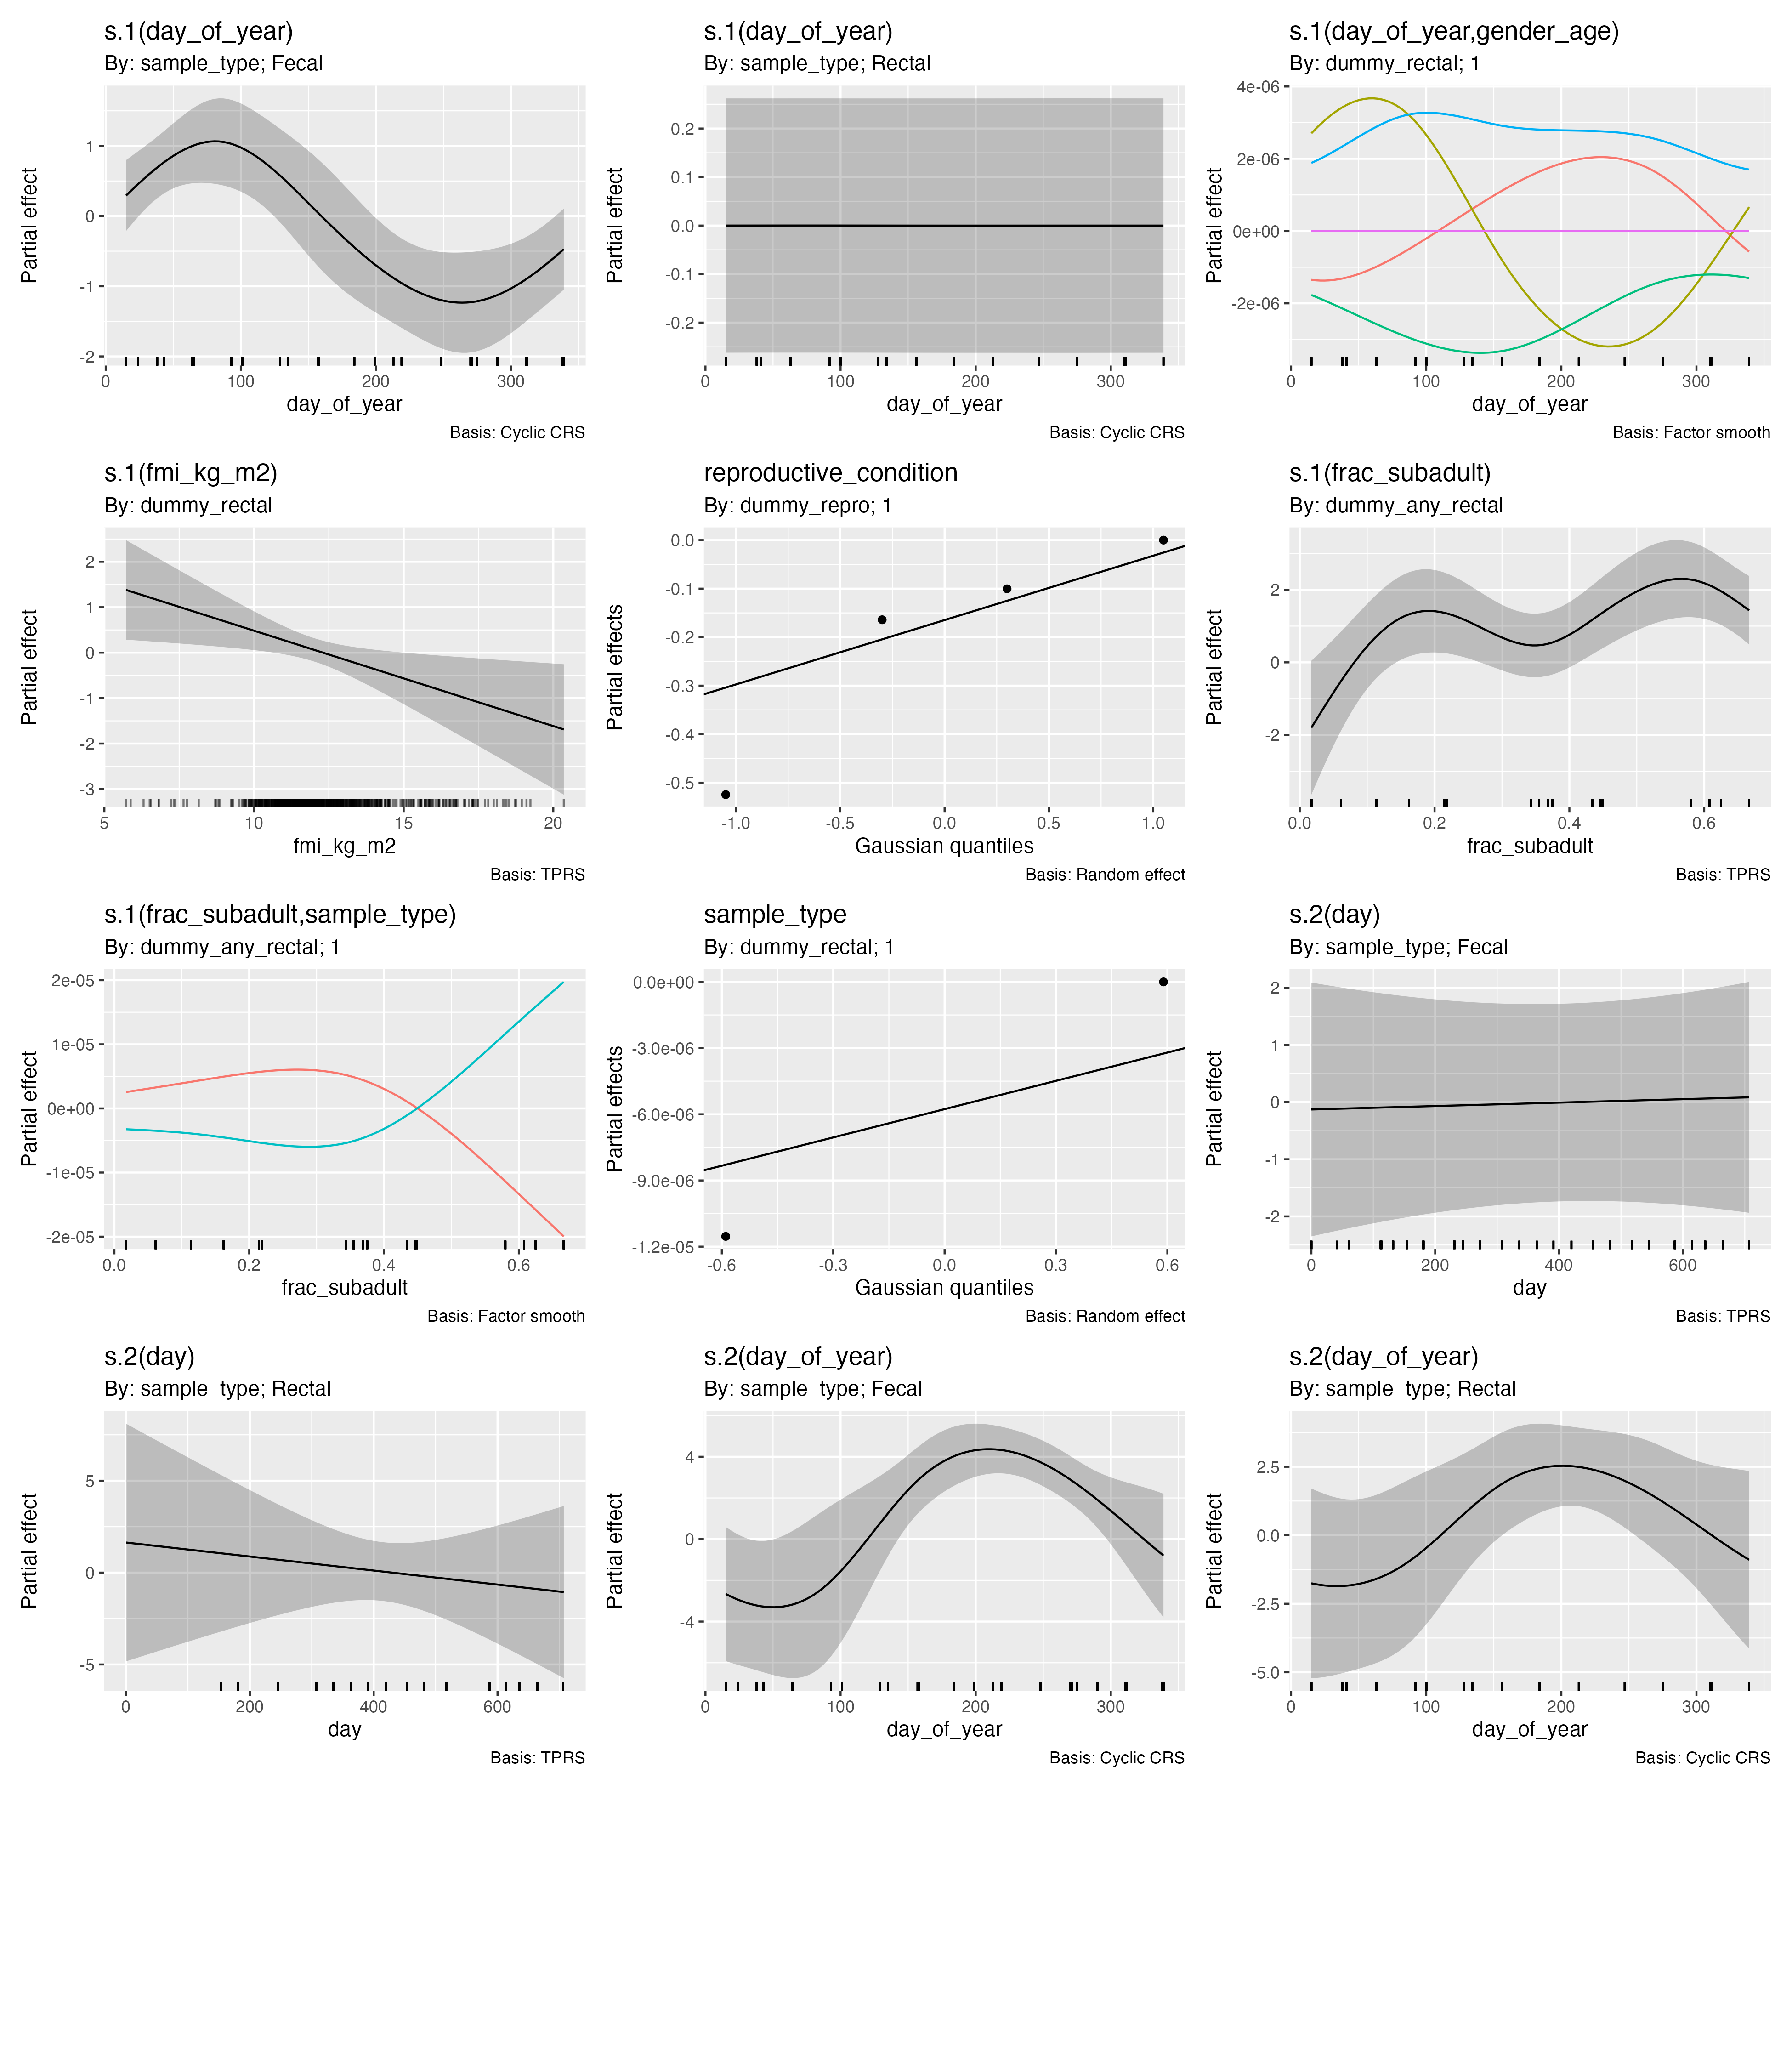 s.1(day_of_year)
By: sample_type; Fecal
Partial effect
1
0
-1
-2
0 100 200 300
day_of_year
Basis: Cyclic CRS
s.1(day_of_year)
By: sample_type; Rectal
Partial effect
0.2
0.1
0.0
-0.1
-0.2
0 100 200 300
day_of_year
Basis: Cyclic CRS
s.1(day_of_year,gender_age)
By: dummy_rectal; 1
Partial effect
4e-06
2e-06
0e+00
-2e-06
0 100 200 300
day_of_year
Basis: Factor smooth
s.1(fmi_kg_m2)
By: dummy_rectal
Partial effect
2
1
0
-1
-2
-3
5 10 15 20
fmi_kg_m2
Basis: TPRS
reproductive_condition
By: dummy_repro; 1
Partial effects
0.0
-0.1
-0.2
-0.3
-0.4
-0.5
-1.0 -0.5 0.0 0.5 1.0
Gaussian quantiles
Basis: Random effect
s.1(frac_subadult)
By: dummy_any_rectal
Partial effect
2
0
-2
0.0 0.2 0.4 0.6
frac_subadult
Basis: TPRS
s.1(frac_subadult,sample_type)
By: dummy_any_rectal; 1
Partial effect
2e-05
1e-05
0e+00
-1e-05
-2e-05
0.0 0.2 0.4 0.6
frac_subadult
Basis: Factor smooth
sample_type
By: dummy_rectal; 1
Partial effects
0.0e+00
-3.0e-06
-6.0e-06
-9.0e-06
-1.2e-05
-0.6 -0.3 0.0 0.3 0.6
Gaussian quantiles
Basis: Random effect
s.2(day)
By: sample_type; Fecal
Partial effect
2
1
0
-1
-2
0 200 400 600
day
Basis: TPRS
s.2(day)
By: sample_type; Rectal
Partial effect
5
0
-5
0 200 400 600
day
Basis: TPRS
s.2(day_of_year)
By: sample_type; Fecal
Partial effect
4
0
-4
0 100 200 300
day_of_year
Basis: Cyclic CRS
s.2(day_of_year)
By: sample_type; Rectal
Partial effect
2.5
0.0
-2.5
-5.0
0 100 200 300
day_of_year
Basis: Cyclic CRS